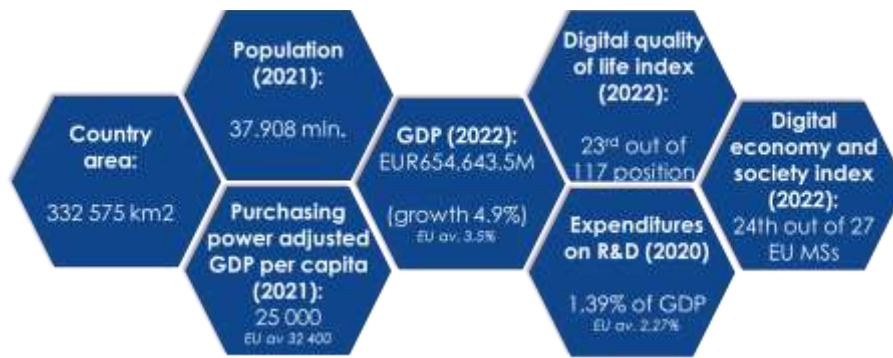 Country
area:
332 575 km2
Population
(2021):
37.908 mln.
Purchasing
power adjusted
GDP per capita
(2021):
25 000
EU av 32 400
GDP (2022):
EUR654,643.5M
(growth 4.9%)
EU av. 3.5%
Digital quality
of life index
(2022):
23rd out of
117 position
Expenditures
on R&D (2020)
1.39% of GDP
EU av. 2.27%
Digital
economy and
society index
(2022):
24th out of 27
EU MSs